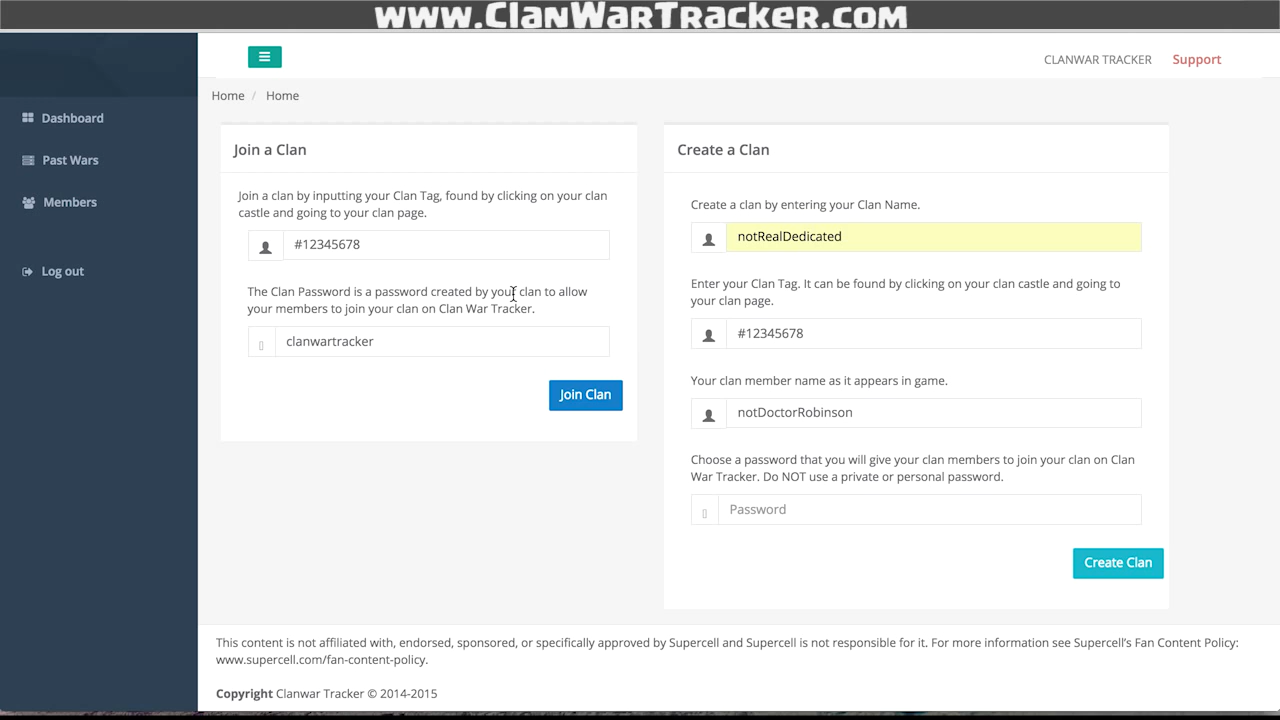 www.ClanWarTracker.com
CLANWAR TRACKER Support
Home / Home
Dashboard
Past Wars
Members
Log out
Join a Clan
Join a clan by inputting your Clan Tag, found by clicking on your clan
castle and going to your clan page.
#12345678
The Clan Password is a password created by your clan to allow
your members to join your clan on Clan War Tracker.
clanwartracker
Join Clan
Create a Clan
Create a clan by entering your Clan Name.
notRealDedicated
Enter your Clan Tag. It can be found by clicking on your clan castle and going to
your clan page.
#12345678
Your clan member name as it appears in game.
notDoctorRobinson
Choose a password that you will give your clan members to join your clan on Clan
War Tracker. Do NOT use a private or personal password.
Password
Create Clan
This content is not affiliated with, endorsed, sponsored, or specifically approved by Supercell and Supercell is not responsible for it. For more information see Supercell's Fan Content Policy:
www.supercell.com/fan-content-policy.
Copyright Clanwar Tracker © 2014-2015